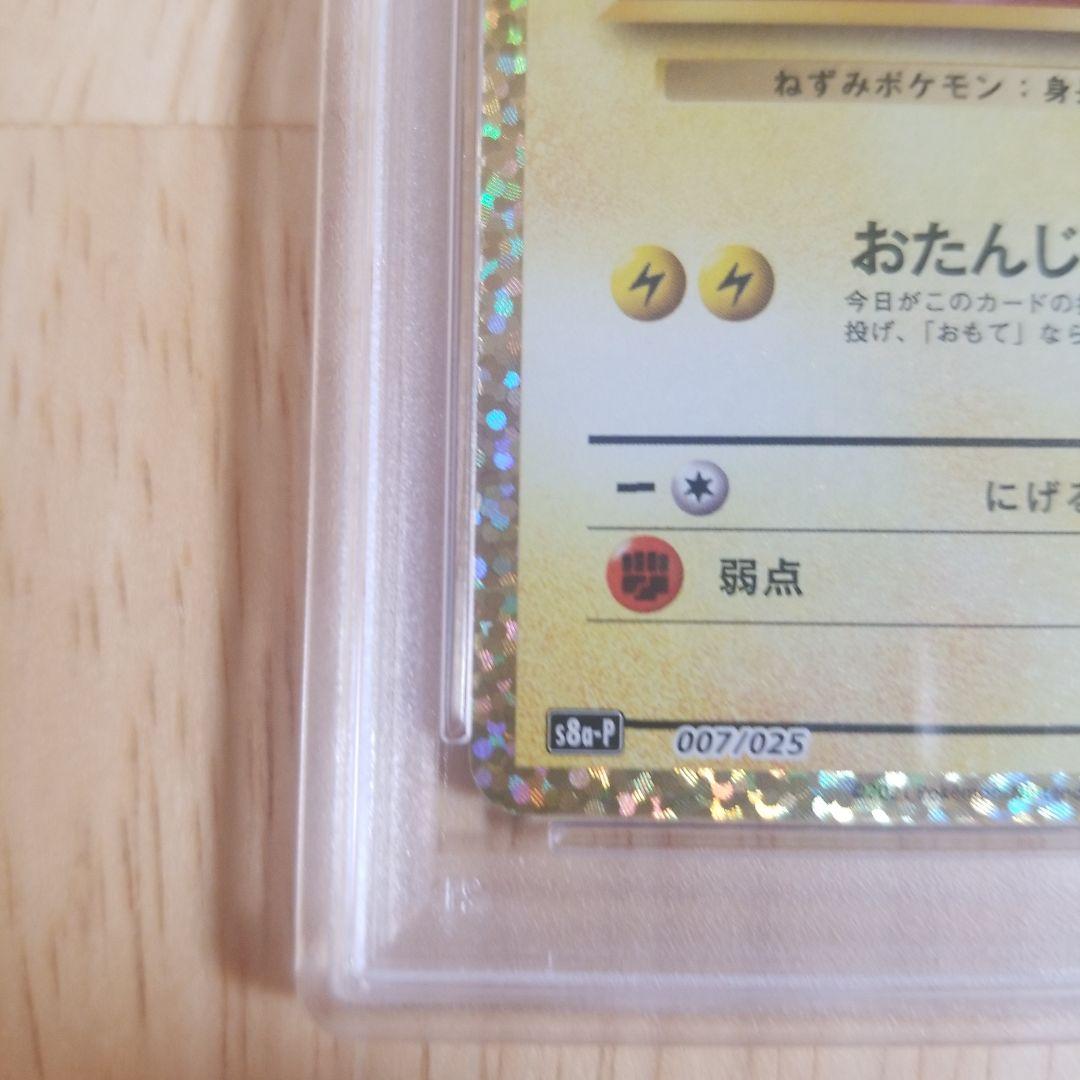 ねずみポケモン：身
おたんじ
今日がこのカードの
投げ、「おもて」なら
にげる
弱点
s8a-P
007/025